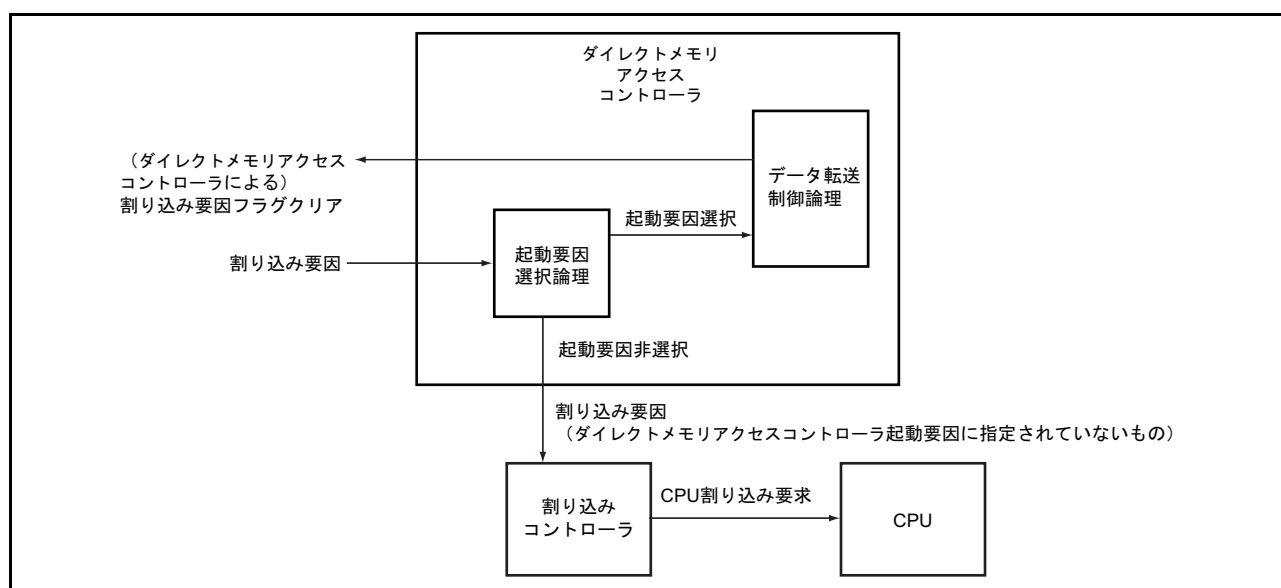 ダイレクトメモリ
アクセス
コントローラ
（ダイレクトメモリアクセス
コントローラによる）
割り込み要因フラグクリア
データ転送
制御論理
起動要因選択
割り込み要因
起動要因
選択論理
起動要因非選択
割り込み要因
（ダイレクトメモリアクセスコントローラ起動要因に指定されていないもの）
割り込み
コントローラ
CPU割り込み要求
CPU